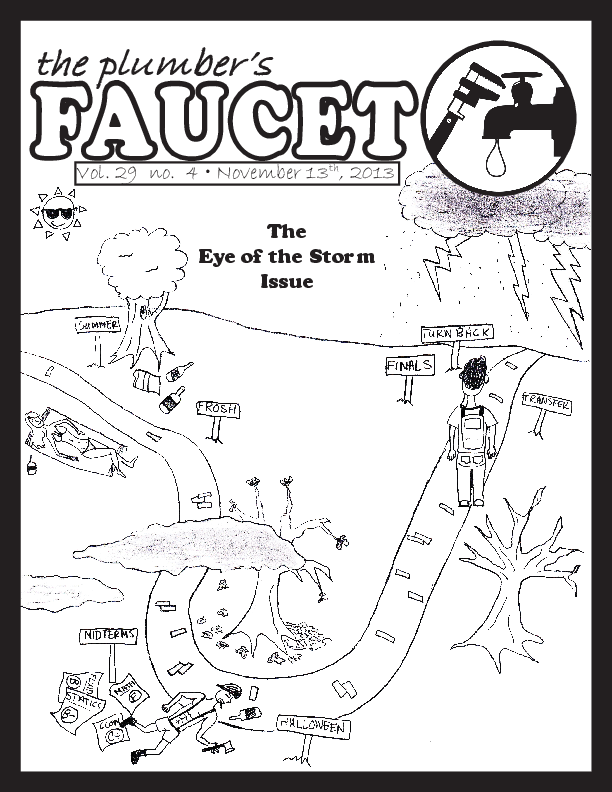 the plumber's
FAUCET
Vol. 29 no. 4 • November 13th, 2013
The
Eye of the Storm
Issue
SUMMER
TURN BACK
FINALS
TRANSFER
FROSH
MIDTERMS
MATH
STATICS
HALLOWEEN